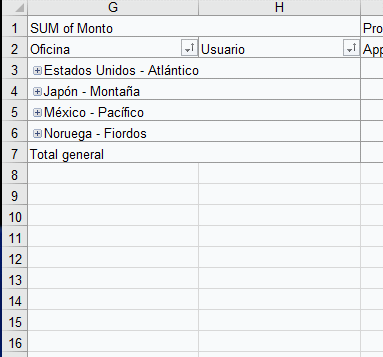 G H
1 SUM of Monto Pro
2 Oficina Usuario App
3 Estados Unidos - Atlántico
4 Japón - Montaña
5 México - Pacífico
6 Noruega - Fiordos
7 Total general
8
9
10
11
12
13
14
15
16